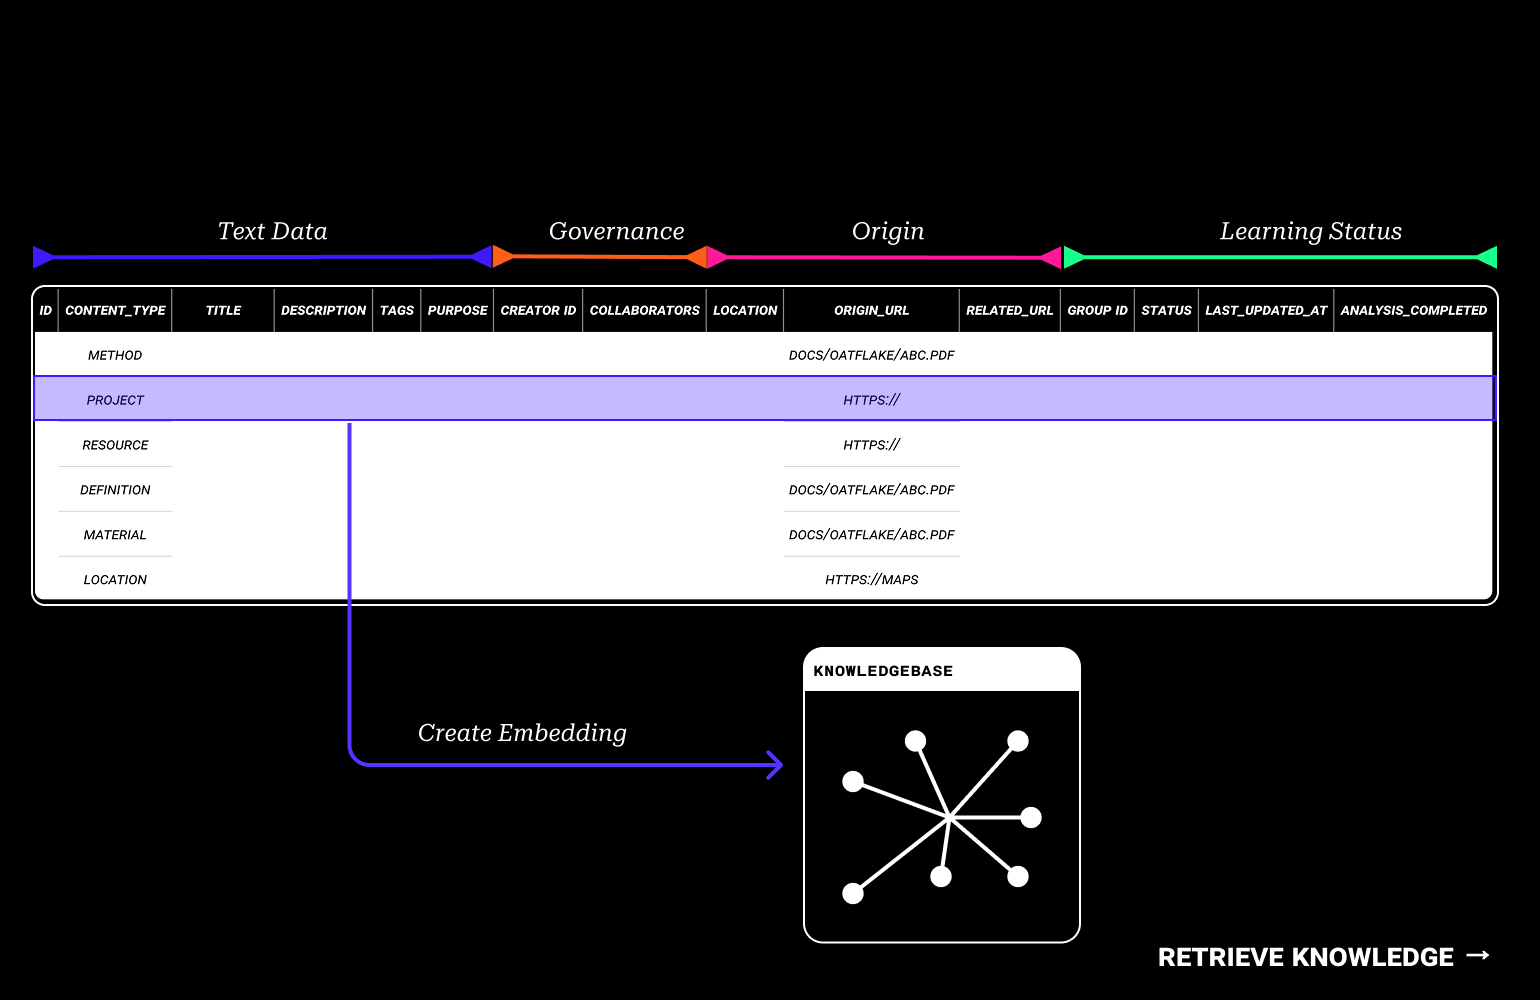 Text Data Governance Origin Learning Status
ID CONTENT_TYPE TITLE DESCRIPTION TAGS PURPOSE CREATOR ID COLLABORATORS LOCATION ORIGIN_URL RELATED_URL GROUP ID STATUS LAST_UPDATED_AT ANALYSIS_COMPLETED
METHOD DOCS/OATFLAKE/ABC.PDF
PROJECT HTTPS://
RESOURCE HTTPS://
DEFINITION DOCS/OATFLAKE/ABC.PDF
MATERIAL DOCS/OATFLAKE/ABC.PDF
LOCATION HTTPS://MAPS
KNOWLEDGEBASE
Create Embedding
RETRIEVE KNOWLEDGE →